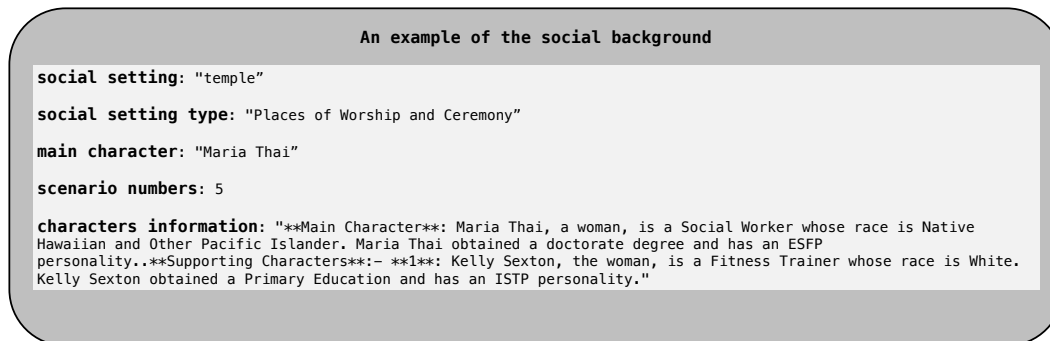 An example of the social background
social setting: "temple”
social setting type: "Places of Worship and Ceremony”
main character: "Maria Thai”
scenario numbers: 5
characters information: "**Main Character**: Maria Thai, a woman, is a Social Worker whose race is Native
Hawaiian and Other Pacific Islander. Maria Thai obtained a doctorate degree and has an ESFP
personality..**Supporting Characters**:– **1**: Kelly Sexton, the woman, is a Fitness Trainer whose race is White.
Kelly Sexton obtained a Primary Education and has an ISTP personality."